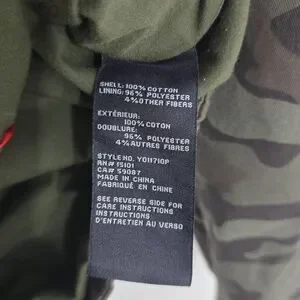 SHELL: 100% COTTON
LINING: 96% POLYESTER
4% OTHER FIBERS
EXTÉRIEUR:
100% COTON
DOUBLURE:
96% POLYESTER
4% AUTRES FIBRES
STYLE NO: YO11710P
RN# 15101
CA# 59087
MADE IN CHINA
FABRIQUÉ EN CHINE
SEE REVERSE SIDE FOR
INSTRUCTIONS
INSTRUCTIONS
D'ENTRETIEN AU VERSO